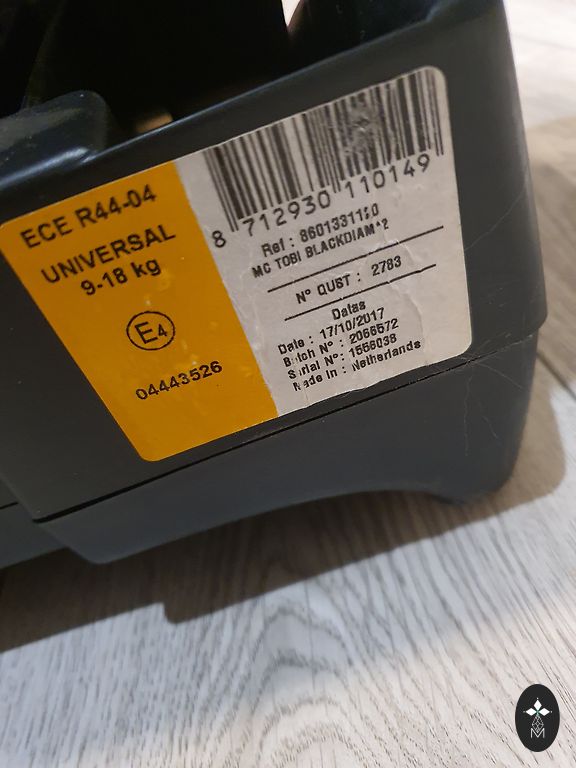 ECE R44-04
UNIVERSAL
9-18 kg
E4
04443526
8 712930 110149
Ref : 8601331110
MC TOBI BLACKDIAM*2
N° QUST : 2783
Datas
Date : 17/10/2017
Batch N° : 2066572
Serial N° : 1556038
Made in : Netherlands
M